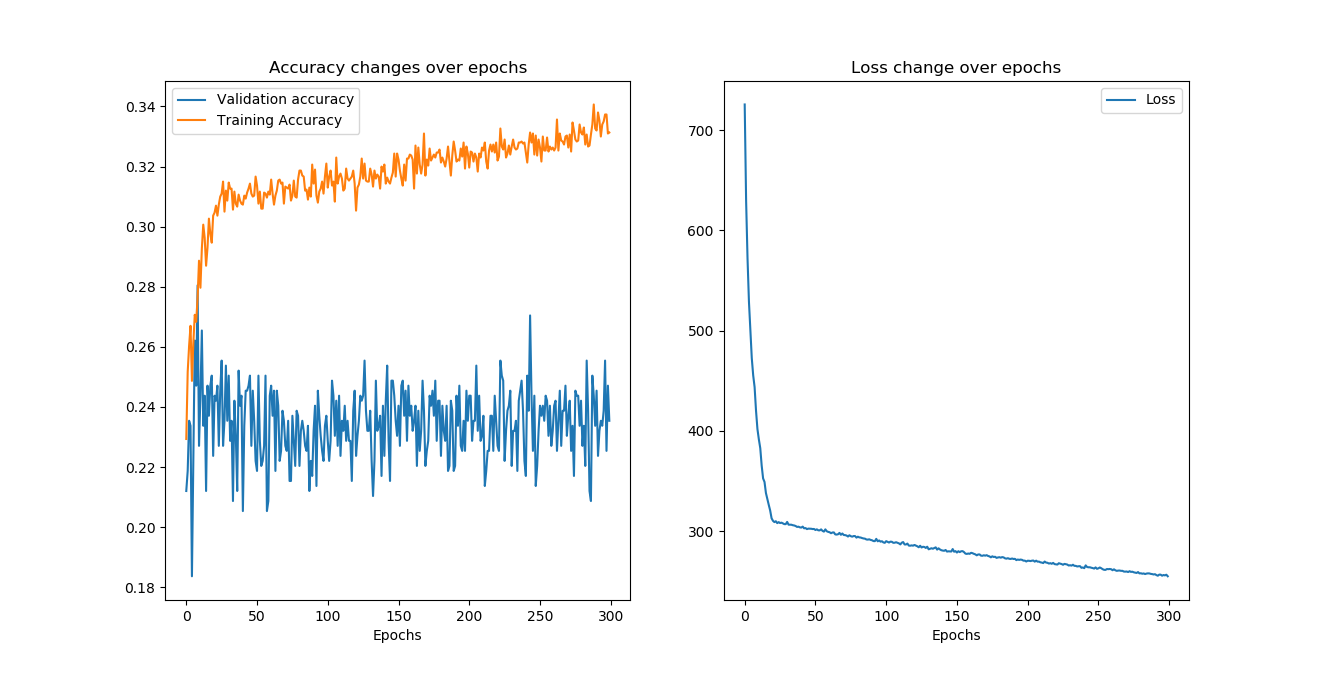 Accuracy changes over epochs
Validation accuracy
Training Accuracy
0.34
0.32
0.30
0.28
0.26
0.24
0.22
0.20
0.18
0 50 100 150 200 250 300
Epochs
Loss change over epochs
Loss
700
600
500
400
300
0 50 100 150 200 250 300
Epochs